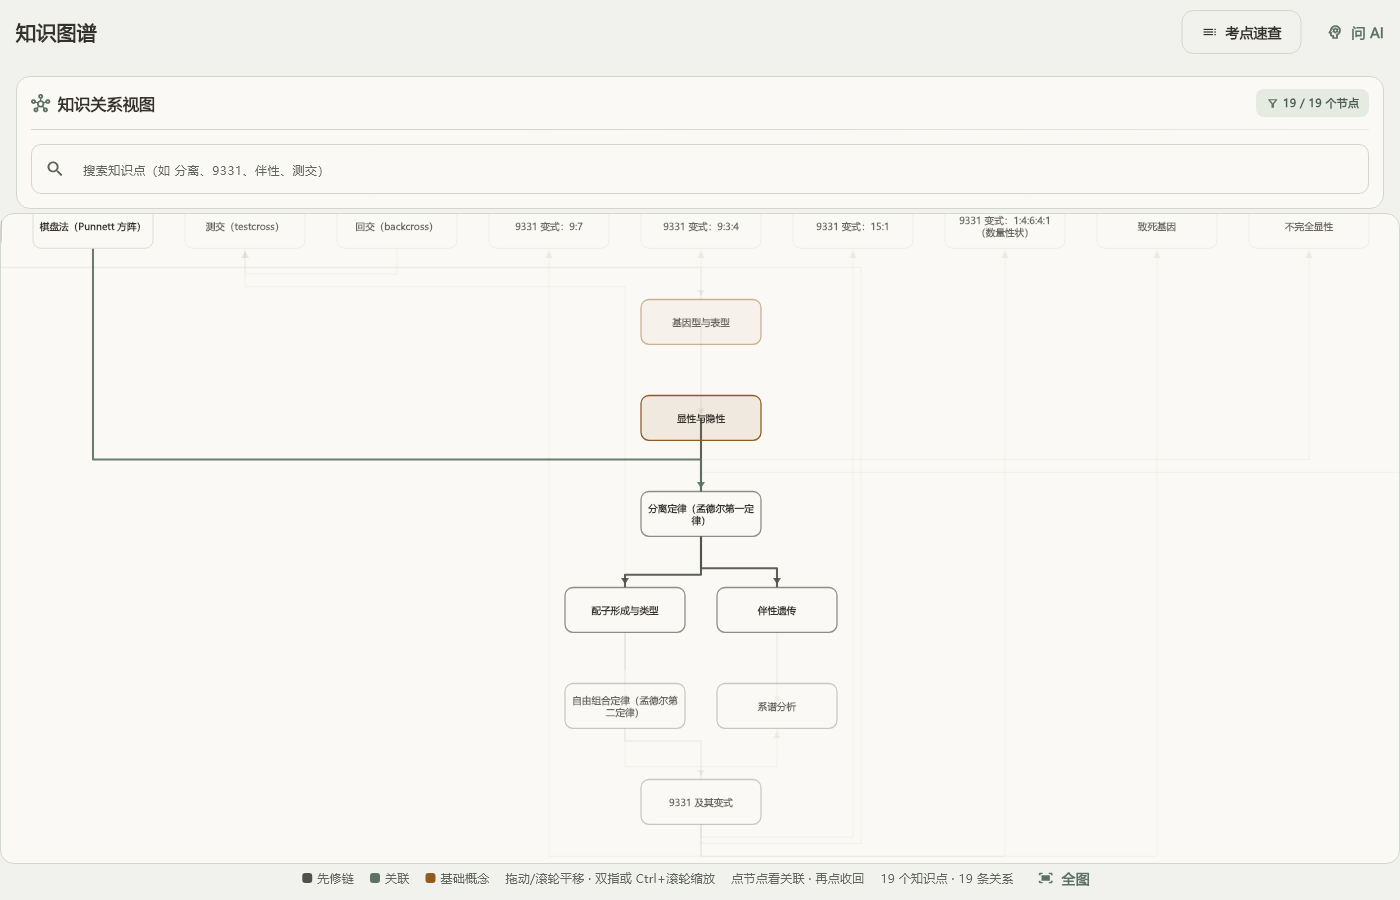 知识图谱
考点速查
问 AI
知识关系视图
19 / 19 个节点
搜索知识点（如 分离、9331、伴性、测交）
棋盘法（Punnett 方阵）
测交（testcross）
回交（backcross）
9331 变式：9:7
9331 变式：9:3:4
9331 变式：15:1
9331 变式：1:4:6:4:1
（数量性状）
致死基因
不完全显性
基因型与表型
显性与隐性
分离定律（孟德尔第一定
律）
配子形成与类型
伴性遗传
自由组合定律（孟德尔第
二定律）
系谱分析
9331 及其变式
先修链
关联
基础概念
拖动/滚轮平移 · 双指或 Ctrl+滚轮缩放
点节点看关联 · 再点收回
19 个知识点 · 19 条关系
全图